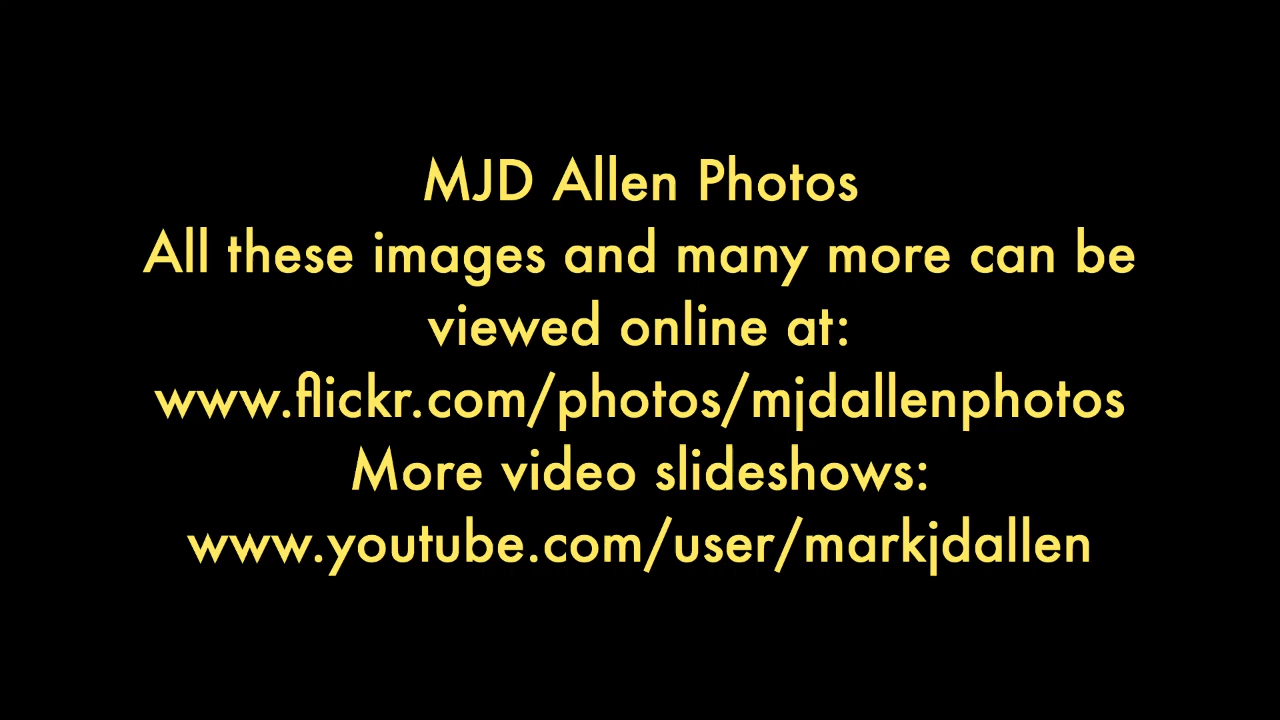 MJD Allen Photos
All these images and many more can be
viewed online at:
www.flickr.com/photos/mjdallenphotos
More video slideshows:
www.youtube.com/user/markjdallen